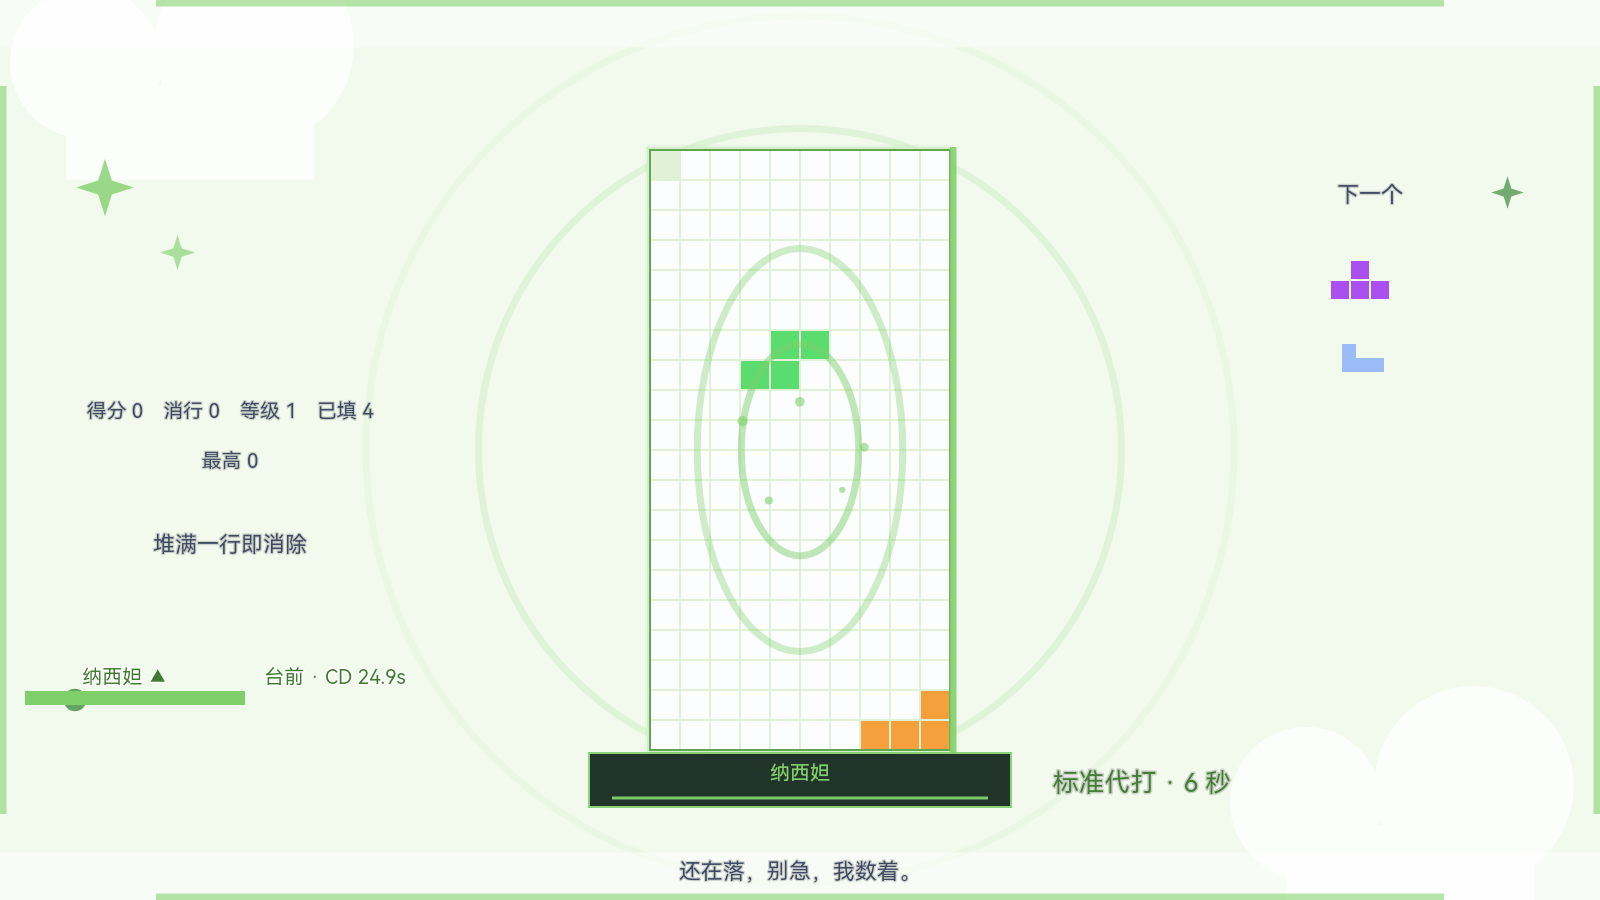 下一个
得分 0 消行 0 等级 1 已填 4
最高 0
堆满一行即消除
纳西妲 ▲ 台前 · CD 24.9s
纳西妲
标准代打 · 6 秒
还在落，别急，我数着。